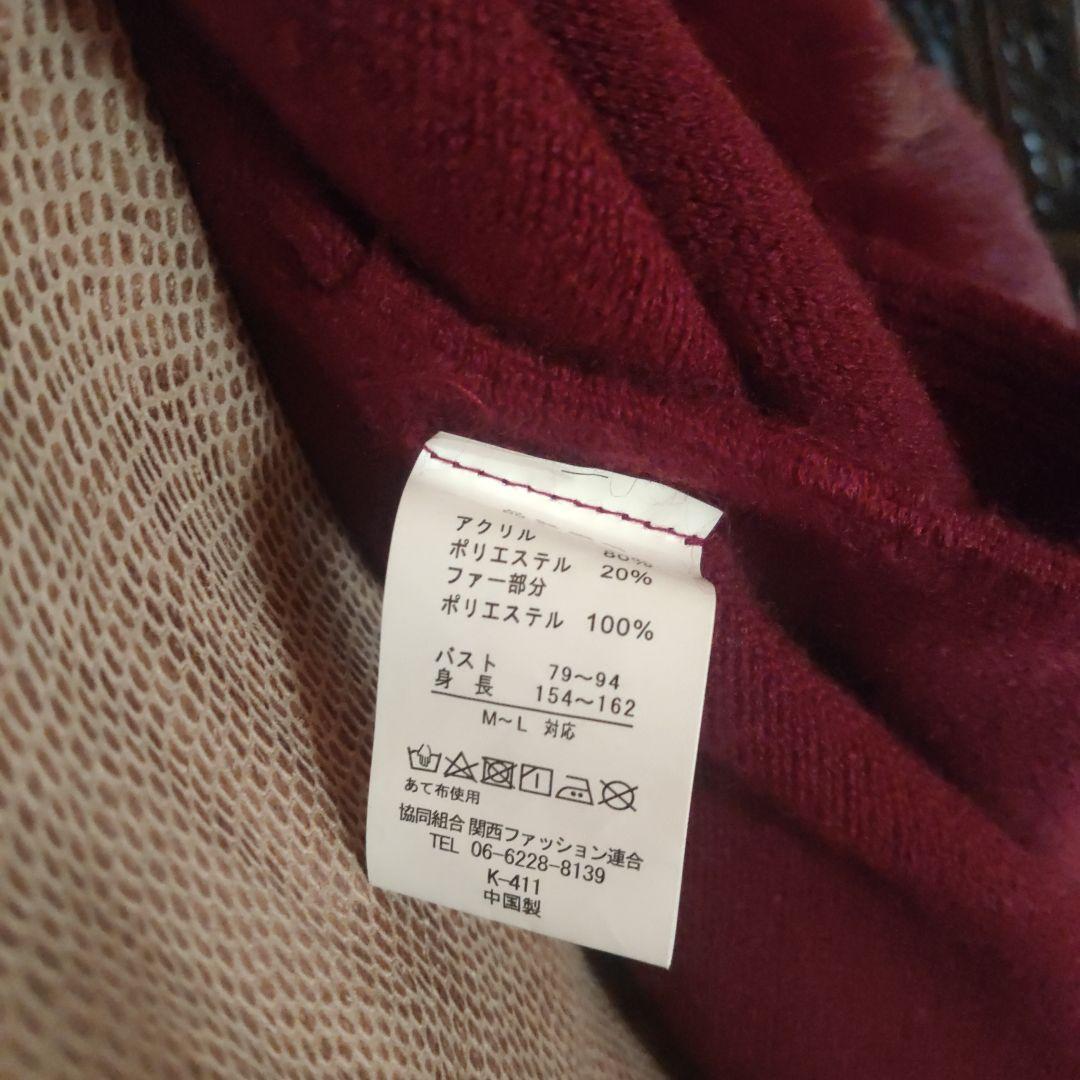 アクリル 80%
ポリエステル 20%
ファー部分
ポリエステル 100%
バスト 79〜94
身長 154〜162
M〜L 対応
あて布使用
協同組合 関西ファッション連合
TEL 06-6228-8139
K-411
中国製